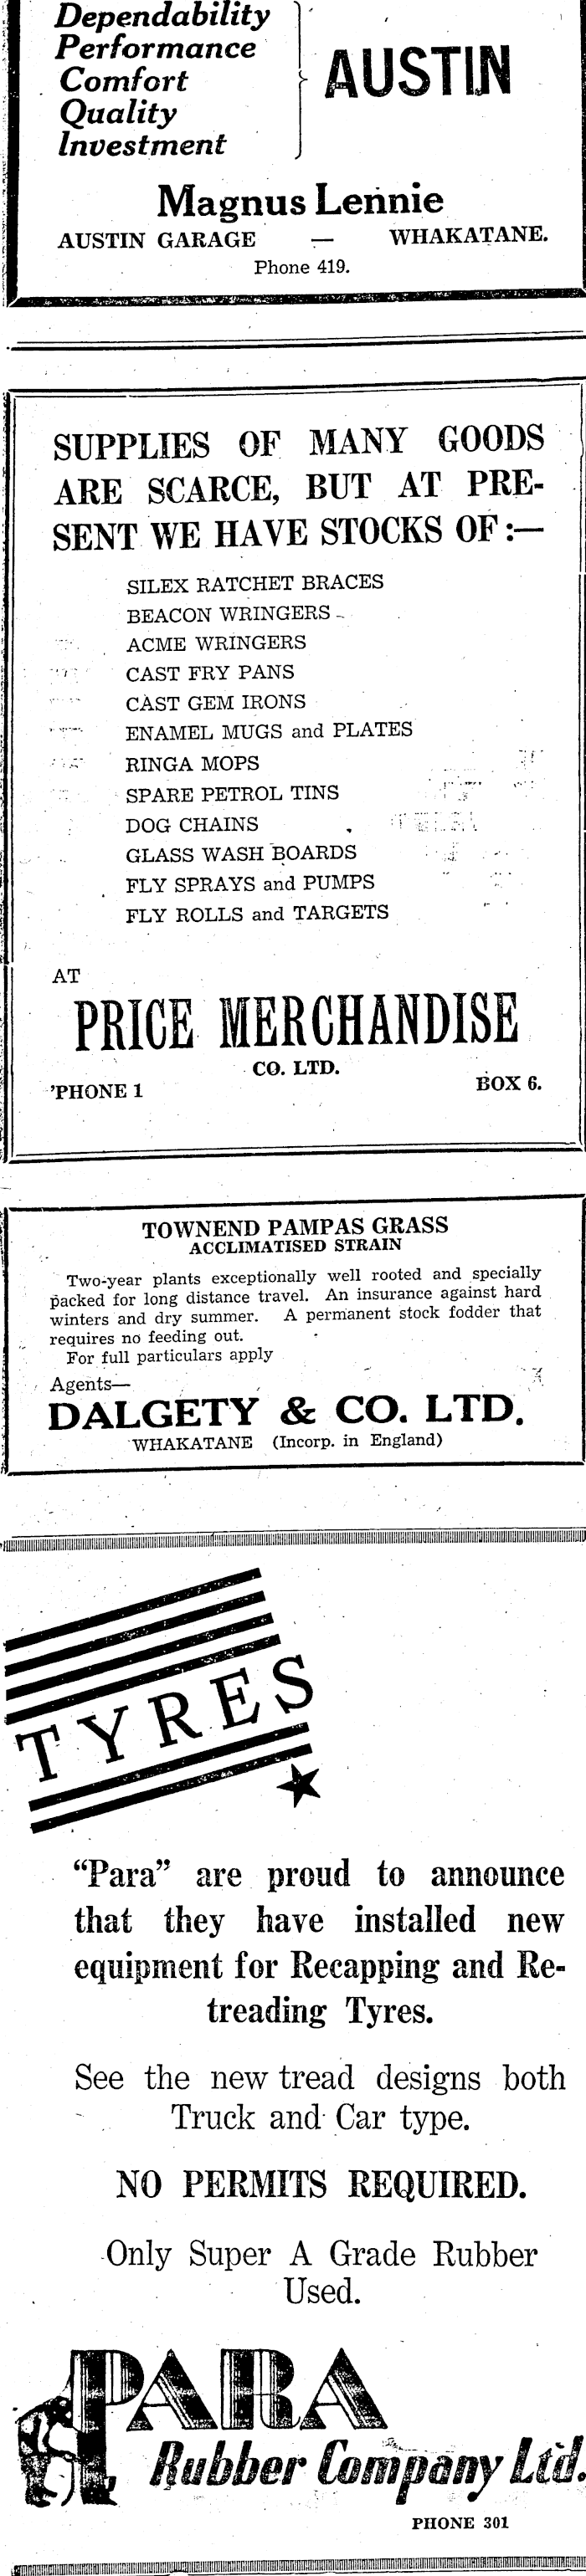 Dependability
Performance
Comfort
Quality
Investment
AUSTIN
Magnus Lennie
AUSTIN GARAGE — WHAKATANE.
Phone 419.
SUPPLIES OF MANY GOODS
ARE SCARCE, BUT AT PRE-
SENT WE HAVE STOCKS OF:—
SILEX RATCHET BRACES
BEACON WRINGERS
ACME WRINGERS
CAST FRY PANS
CAST GEM IRONS
ENAMEL MUGS and PLATES
RINGA MOPS
SPARE PETROL TINS
DOG CHAINS
GLASS WASH BOARDS
FLY SPRAYS and PUMPS
FLY ROLLS and TARGETS
AT
PRICE MERCHANDISE
CO. LTD.
'PHONE 1 BOX 6.
TOWNEND PAMPAS GRASS
ACCLIMATISED STRAIN
Two-year plants exceptionally well rooted and specially
packed for long distance travel. An insurance against hard
winters and dry summer. A permanent stock fodder that
requires no feeding out.
For full particulars apply
Agents—
DALGETY & CO. LTD.
WHAKATANE (Incorp. in England)
TYRES
“Para” are proud to announce
that they have installed new
equipment for Recapping and Re-
treading Tyres.
See the new tread designs both
Truck and Car type.
NO PERMITS REQUIRED.
Only Super A Grade Rubber
Used.
PARA
Rubber Company Ltd.
PHONE 301